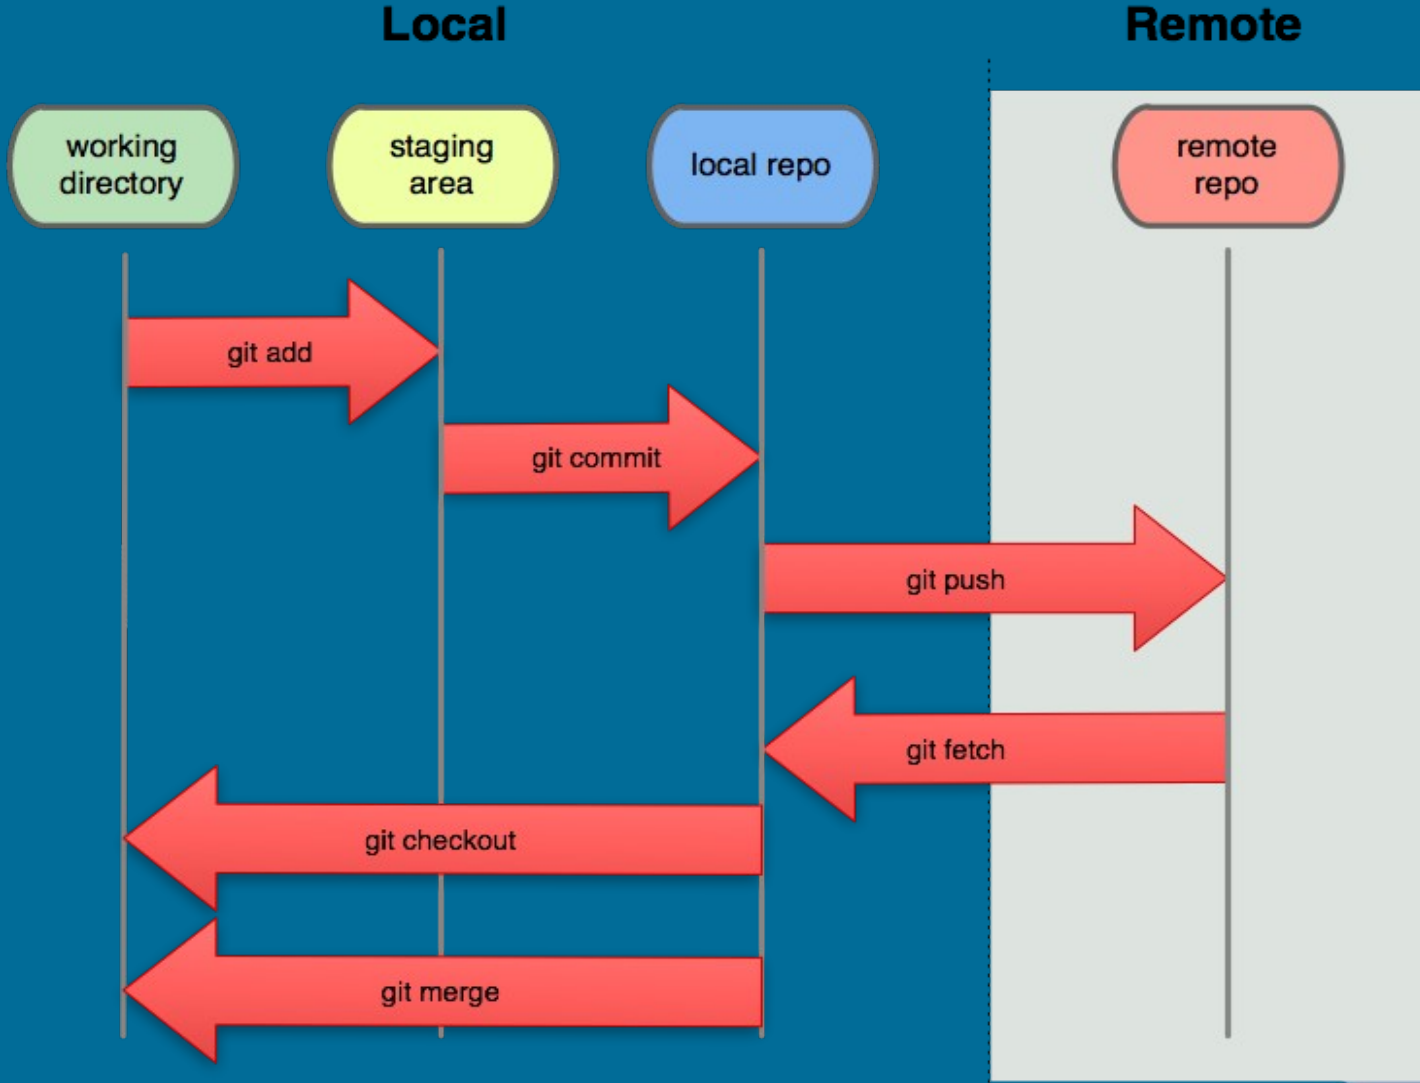 Local
Remote
working
directory
staging
area
local repo
remote
repo
git add
git commit
git push
git fetch
git checkout
git merge